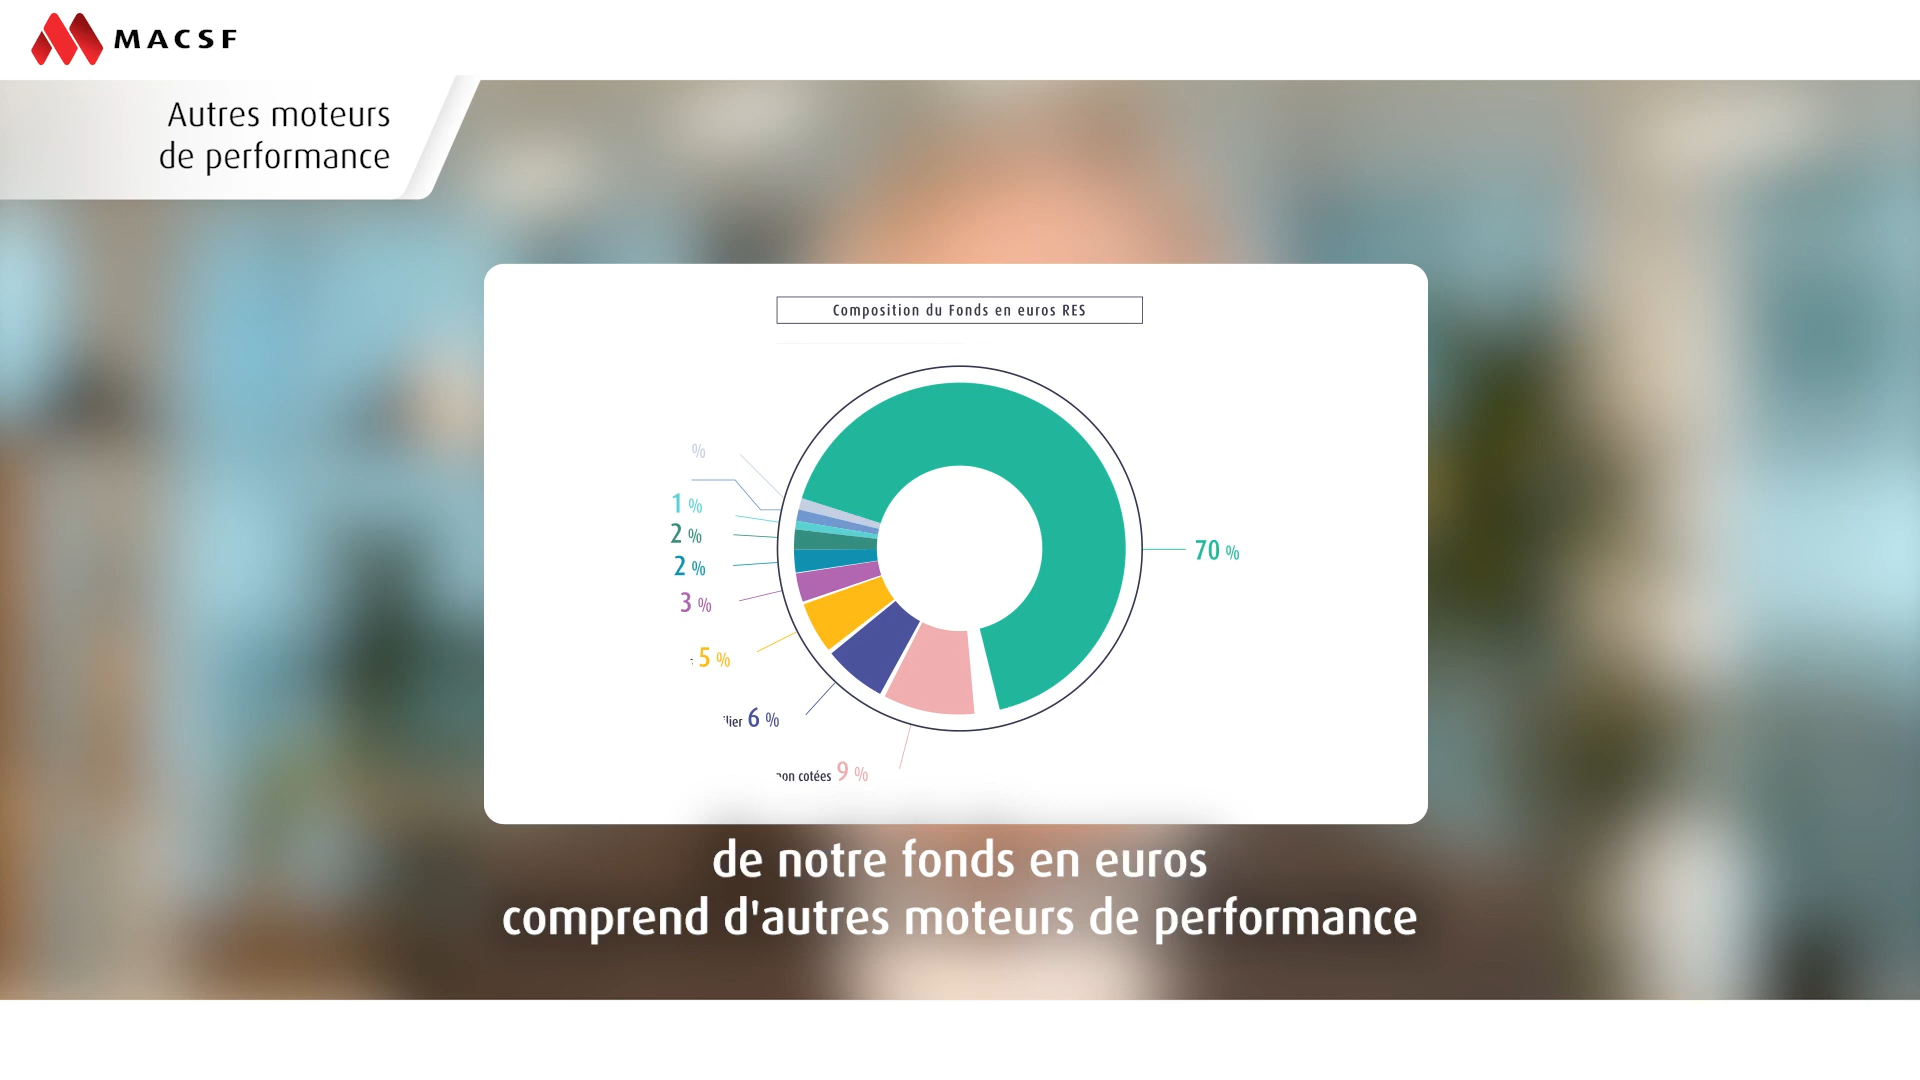 MACSF
Autres moteurs
de performance
Composition du Fonds en euros RES
%
1 %
2 %
2 %
3 %
5 %
6 %
cotées 9 %
70 %
de notre fonds en euros
comprend d'autres moteurs de performance